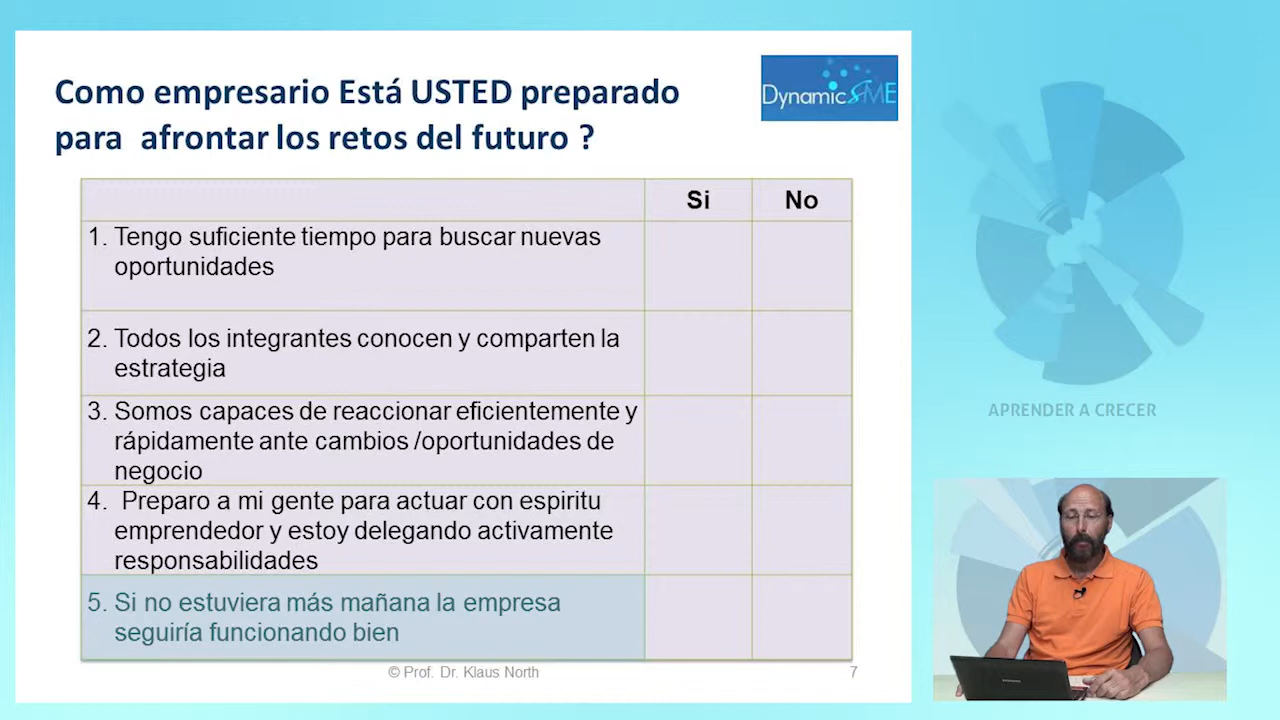 Como empresario Está USTED preparado
para afrontar los retos del futuro ?
DynamicSME
Si No
1. Tengo suficiente tiempo para buscar nuevas
oportunidades
2. Todos los integrantes conocen y comparten la
estrategia
3. Somos capaces de reaccionar eficientemente y
rápidamente ante cambios /oportunidades de
negocio
4. Preparo a mi gente para actuar con espiritu
emprendedor y estoy delegando activamente
responsabilidades
5. Si no estuviera más mañana la empresa
seguiría funcionando bien
© Prof. Dr. Klaus North
7
APRENDER A CRECER